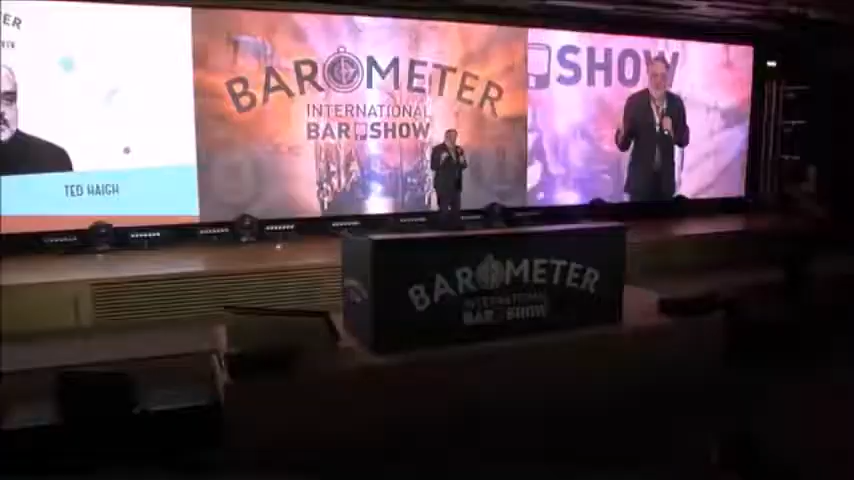 BAROMETER
INTERNATIONAL
BAR SHOW
SHOW
TED HAIGH
BAROMETER
INTERNATIONAL
BAR SHOW